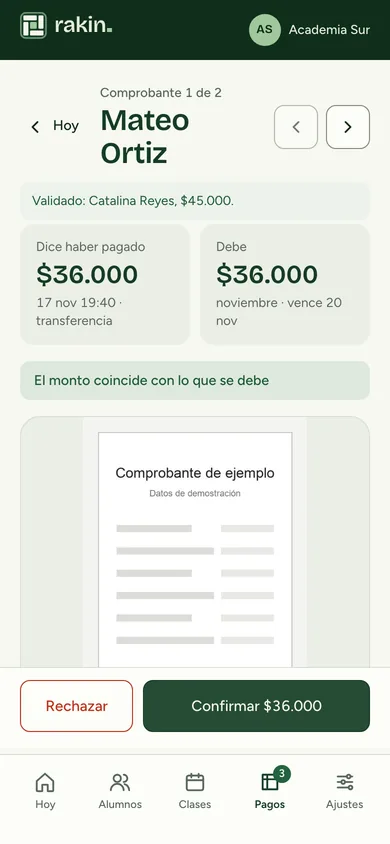 rakin.
AS
Academia Sur
Comprobante 1 de 2
Hoy
Mateo
Ortiz
Validado: Catalina Reyes, $45.000.
Dice haber pagado
$36.000
17 nov 19:40 ·
transferencia
Debe
$36.000
noviembre · vence 20
nov
El monto coincide con lo que se debe
Comprobante de ejemplo
Datos de demostración
Rechazar
Confirmar $36.000
3
Hoy
Alumnos
Clases
Pagos
Ajustes